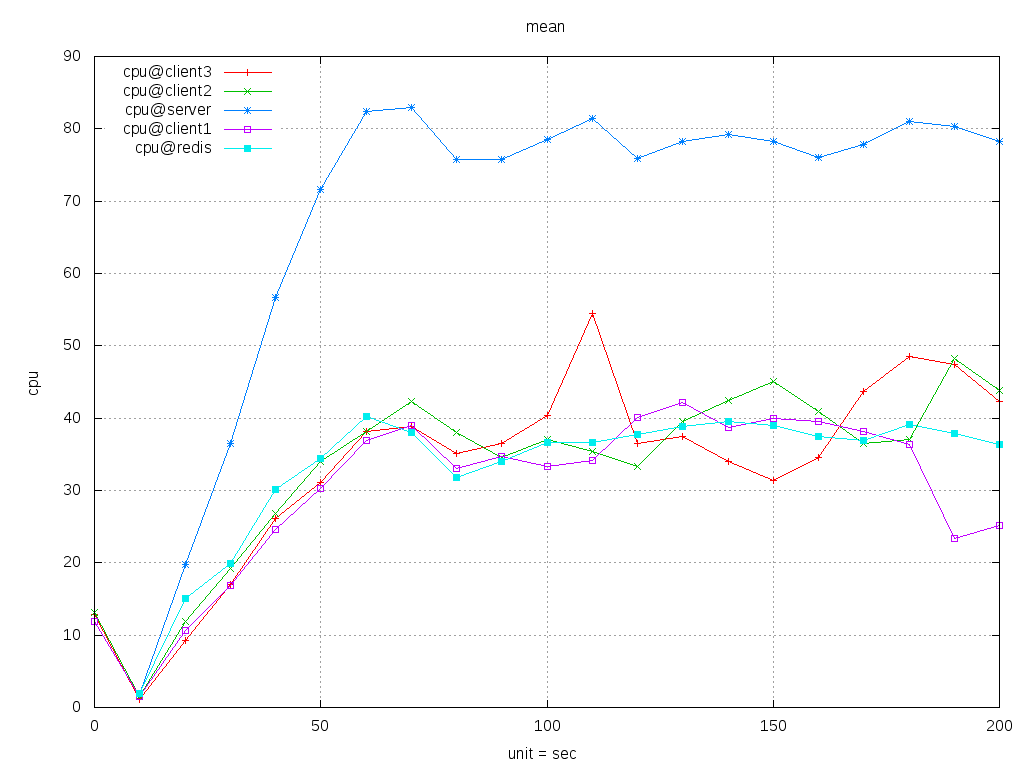 mean
90
80
70
60
50
40
30
20
10
0
cpu
cpu@client3
cpu@client2
cpu@server
cpu@client1
cpu@redis
0 50 100 150 200
unit = sec